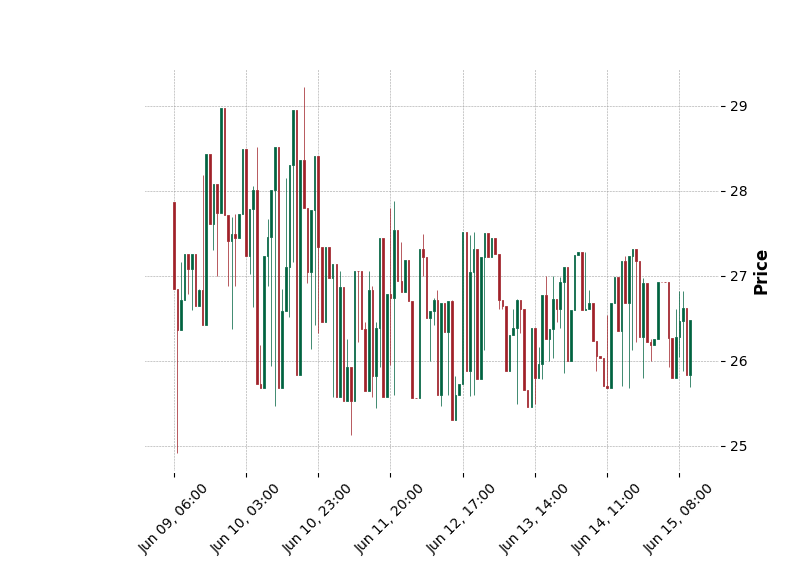 29
28
27
26
25
Price
Jun 09, 06:00
Jun 10, 03:00
Jun 10, 23:00
Jun 11, 20:00
Jun 12, 17:00
Jun 13, 14:00
Jun 14, 11:00
Jun 15, 08:00